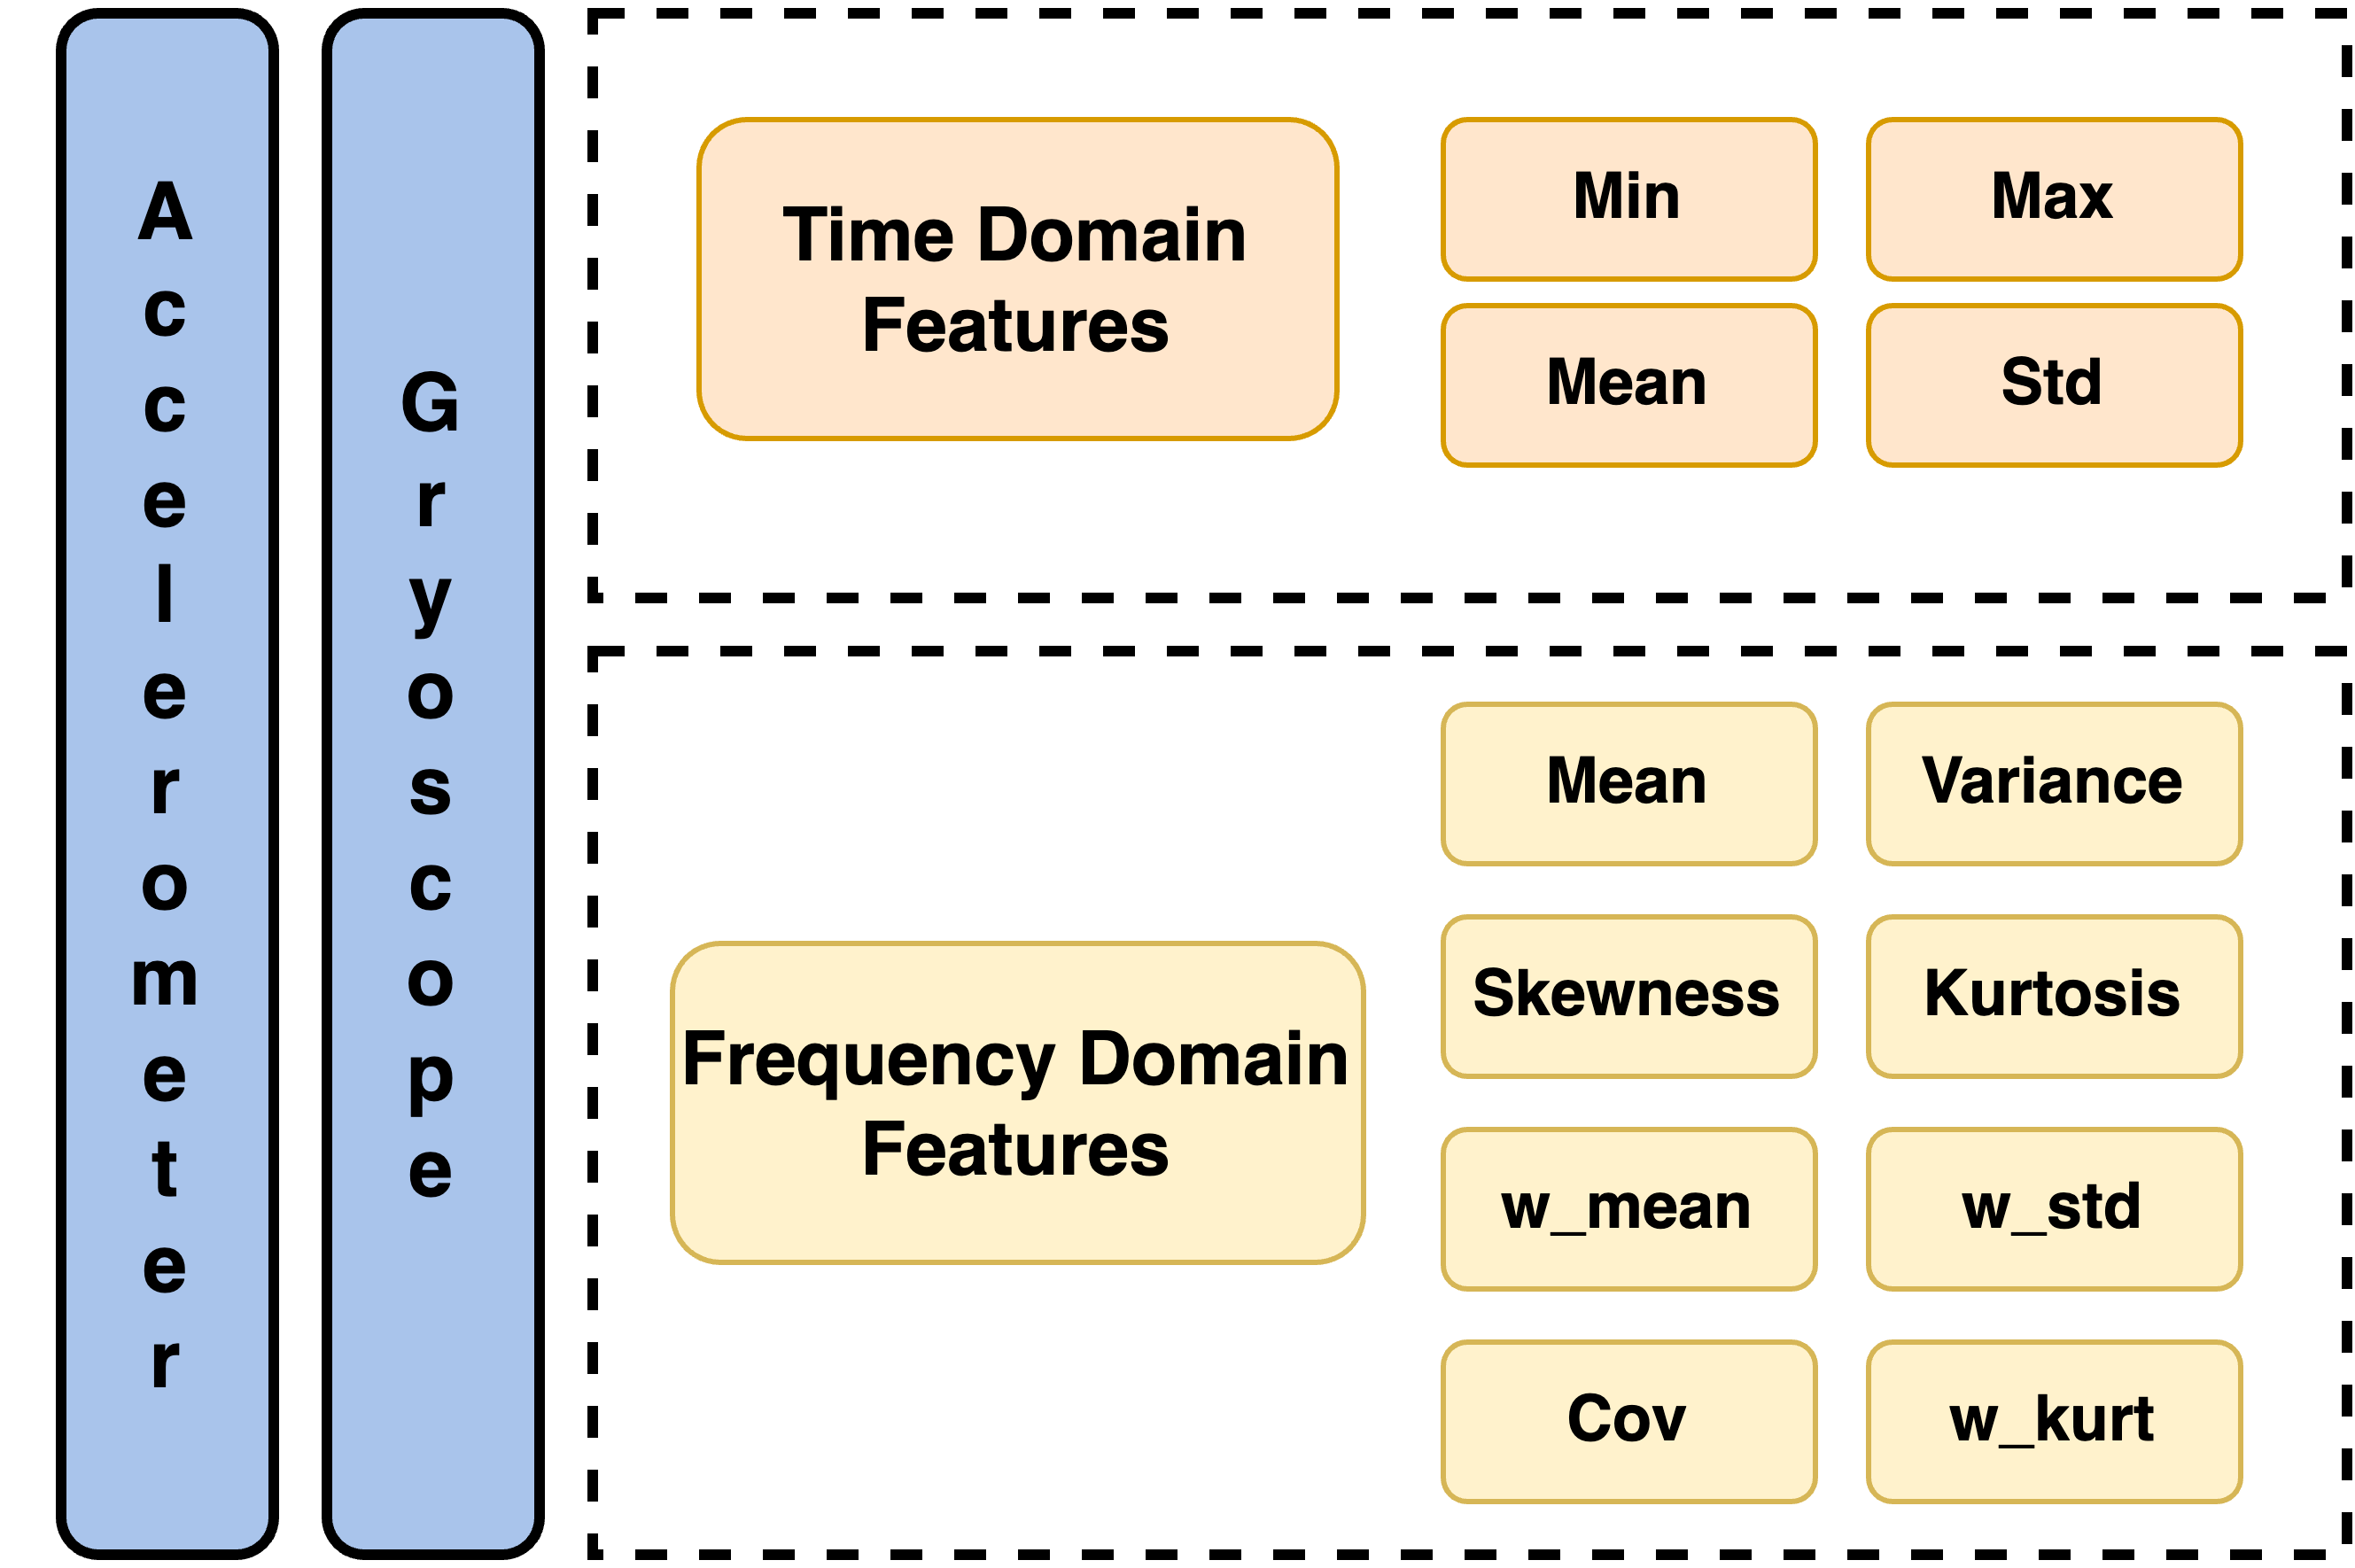 Accelerometer
Gryoscope
Time Domain
Features
Min
Max
Mean
Std
Frequency Domain
Features
Mean
Variance
Skewness
Kurtosis
w_mean
w_std
Cov
w_kurt